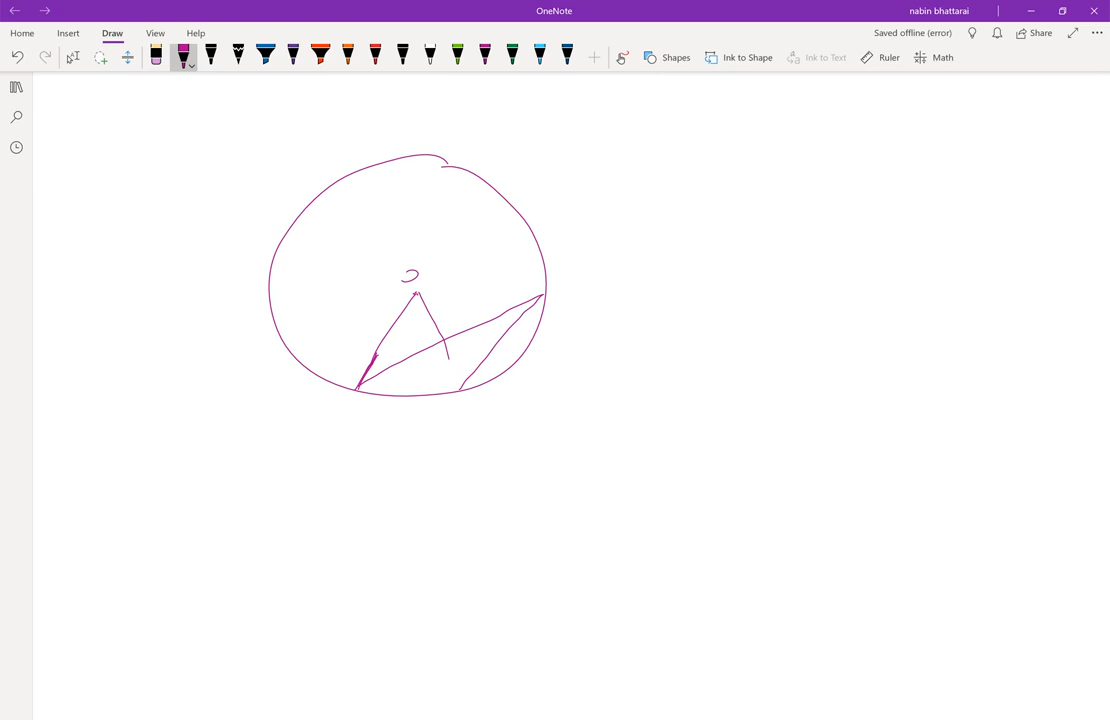 OneNote
nabin bhattarai
Home Insert Draw View Help
Saved offline (error) Share
Shapes Ink to Shape Ink to Text Ruler Math